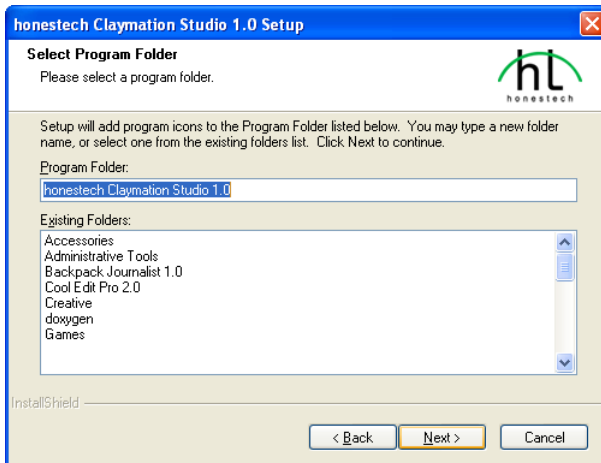 honestech Claymation Studio 1.0 Setup
Select Program Folder
Please select a program folder.
ht
honestech
Setup will add program icons to the Program Folder listed below. You may type a new folder
name, or select one from the existing folders list. Click Next to continue.
Program Folder:
honestech Claymation Studio 1.0
Existing Folders:
Accessories
Administrative Tools
Backpack Journalist 1.0
Cool Edit Pro 2.0
Creative
doxygen
Games
InstallShield
< Back
Next >
Cancel